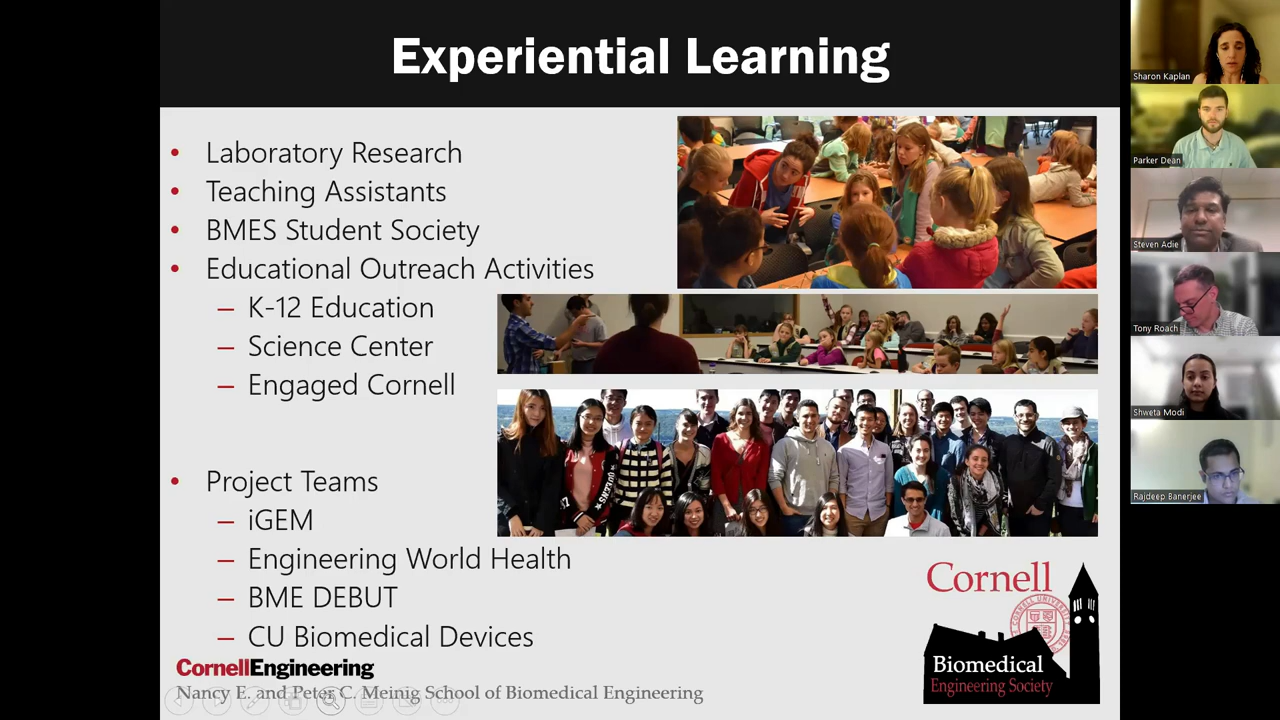 Experiential Learning
• Laboratory Research
• Teaching Assistants
• BMES Student Society
• Educational Outreach Activities
– K-12 Education
– Science Center
– Engaged Cornell
• Project Teams
– iGEM
– Engineering World Health
– BME DEBUT
– CU Biomedical Devices
CornellEngineering
Nancy E. and Peter C. Meinig School of Biomedical Engineering
Cornell
Biomedical
Engineering Society
Sharon Kaplan
Parker Dean
Steven Adie
Tony Roach
Shweta Modi
Rajdeep Banerjee